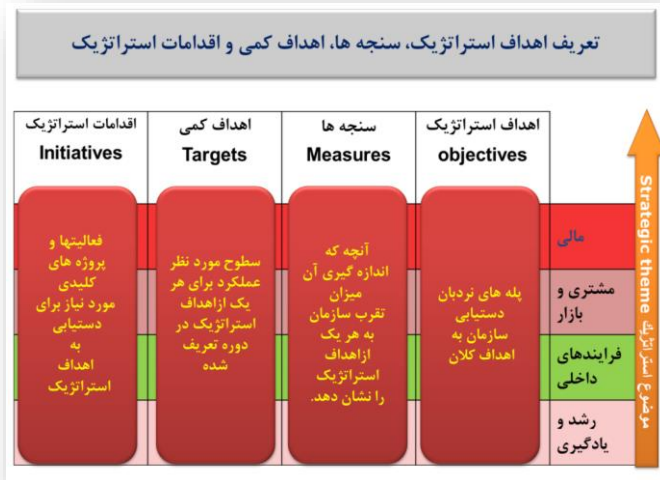 تعریف اهداف استراتژیک، سنجه ها، اهداف کمی و اقدامات استراتژیک
اهداف استراتژیک
objectives
سنجه ها
Measures
اهداف کمی
Targets
اقدامات استراتژیک
Initiatives
موضوع استراتژیك Strategic theme
مالی
مشتری و
بازار
فرایندهای
داخلی
رشد و
یادگیری
پله های نردبان
دستیابی
سازمان به
اهداف کلان
آنچه که
اندازه گیری آن
میزان
تقرب سازمان
به هر یک
ازاهداف
استراتژیک
را نشان دهد.
سطوح مورد نظر
عملکرد برای هر
یک ازاهداف
استراتژیک در
دوره تعریف
شده
فعالیتها و
پروژه های
کلیدی
مورد نیاز برای
دستیابی
به
اهداف
استراتژیک